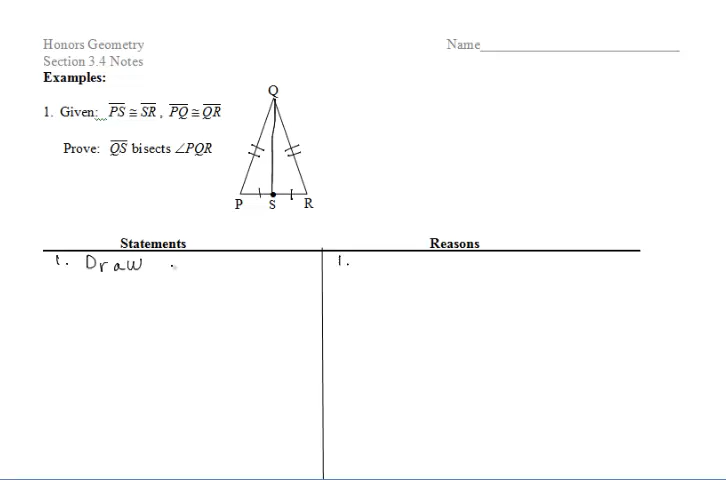 Honors Geometry Name______________________________
Section 3.4 Notes
Examples:
Q
1. Given: PS ≅ SR , PQ ≅ QR
Prove: QS bisects ∠PQR
P S R
Statements Reasons
1. Draw 1.